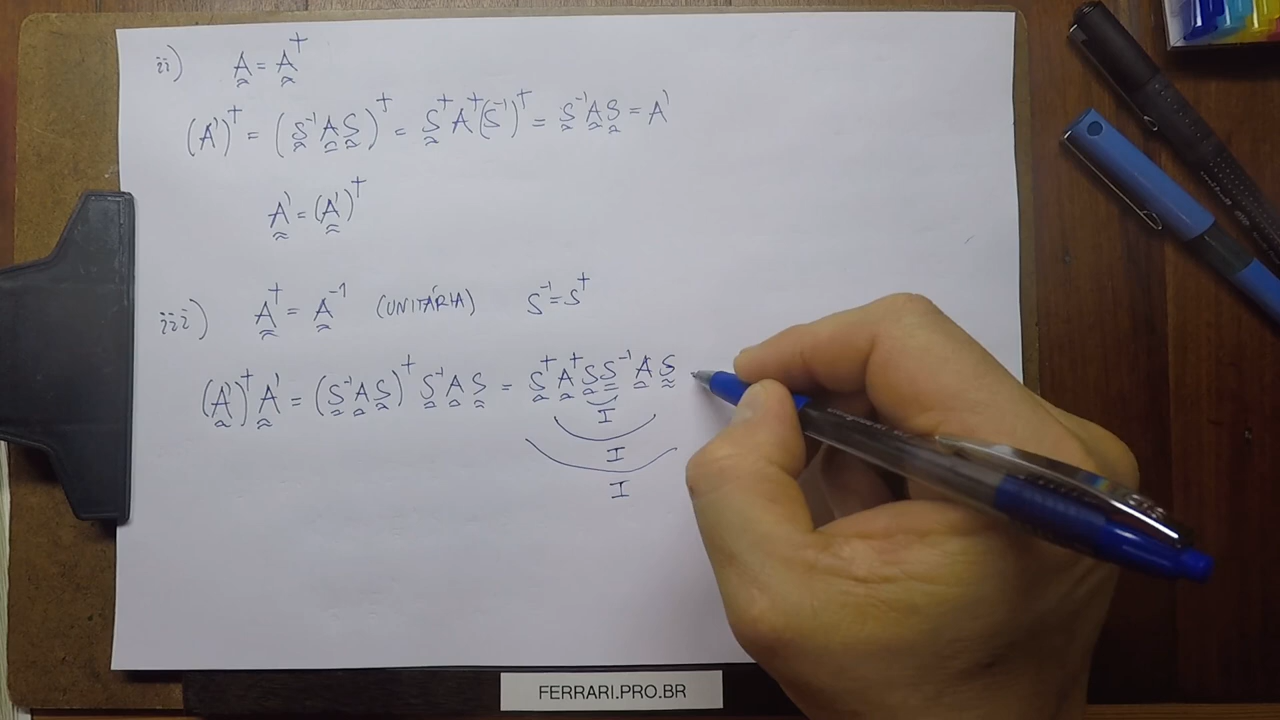 ii) A = A†
(A')† = (S⁻¹AS)† = S†A†(S⁻¹)† = S⁻¹AS = A'
A' = (A')†
iii) A† = A⁻¹ (UNITÁRIA) S⁻¹=S†
(A')†A' = (S⁻¹AS)†S⁻¹AS = S†A†SS⁻¹AS
I
I
I
FERRARI.PRO.BR